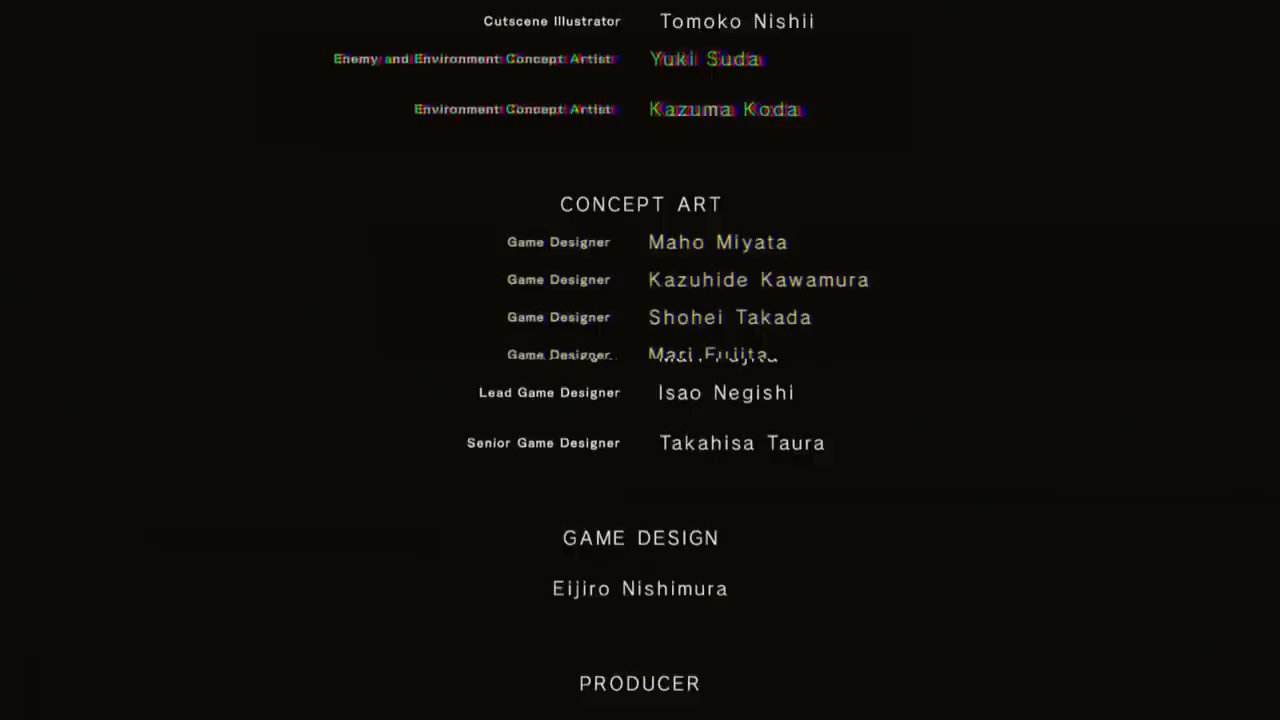 Cutscene Illustrator Tomoko Nishii
Enemy and Environment Concept Artist Yuki Suda
Environment Concept Artist Kazuma Koda
CONCEPT ART
Game Designer Maho Miyata
Game Designer Kazuhide Kawamura
Game Designer Shohei Takada
Game Designer Mari Fujita
Lead Game Designer Isao Negishi
Senior Game Designer Takahisa Taura
GAME DESIGN
Eijiro Nishimura
PRODUCER